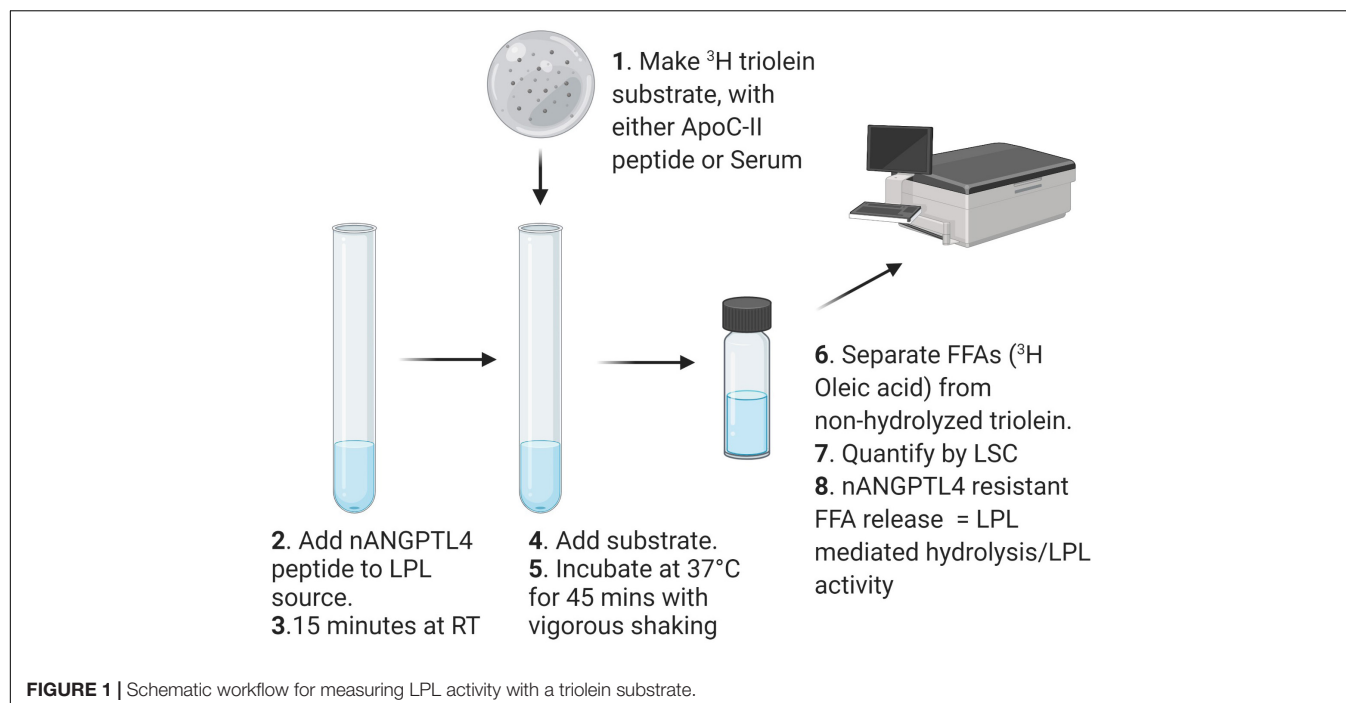 1. Make ³H triolein
substrate, with
either ApoC-II
peptide or Serum
2. Add nANGPTL4
peptide to LPL
source.
3.15 minutes at RT
4. Add substrate.
5. Incubate at 37°C
for 45 mins with
vigorous shaking
6. Separate FFAs (³H
Oleic acid) from
non-hydrolyzed triolein.
7. Quantify by LSC
8. nANGPTL4 resistant
FFA release = LPL
mediated hydrolysis/LPL
activity
FIGURE 1 | Schematic workflow for measuring LPL activity with a triolein substrate.